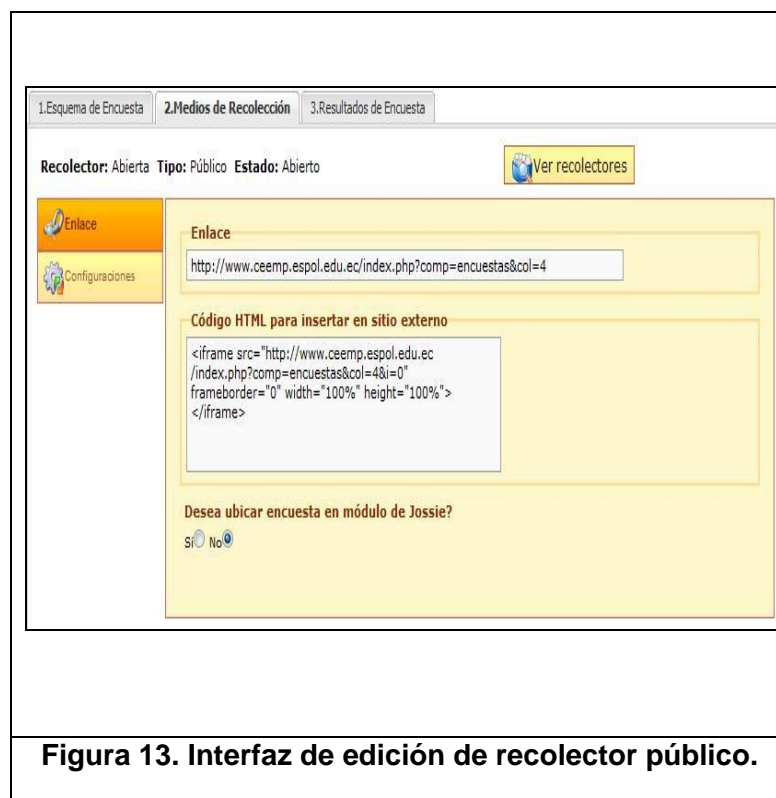 1.Esquema de Encuesta 2.Medios de Recolección 3.Resultados de Encuesta
Recolector: Abierta Tipo: Público Estado: Abierto
Ver recolectores
Enlace
Configuraciones
Enlace
http://www.ceemp.espol.edu.ec/index.php?comp=encuestas&col=4
Código HTML para insertar en sitio externo
<iframe src="http://www.ceemp.espol.edu.ec
/index.php?comp=encuestas&col=4&i=0"
frameborder="0" width="100%" height="100%">
</iframe>
Desea ubicar encuesta en módulo de Jossie?
Si No
Figura 13. Interfaz de edición de recolector público.